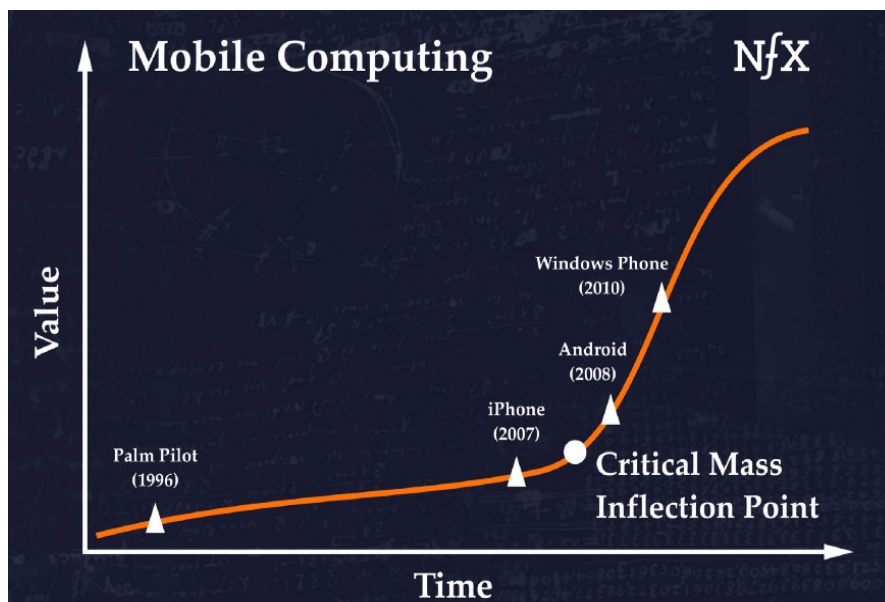 Mobile Computing
NfX
Value
Windows Phone
(2010)
Android
(2008)
iPhone
(2007)
Palm Pilot
(1996)
Critical Mass
Inflection Point
Time